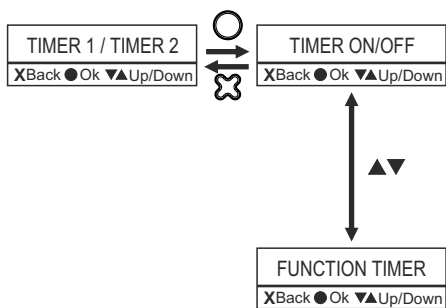 TIMER 1 / TIMER 2
XBack ● Ok ▼▲Up/Down
TIMER ON/OFF
XBack ● Ok ▼▲Up/Down
▲▼
FUNCTION TIMER
XBack ● Ok ▼▲Up/Down